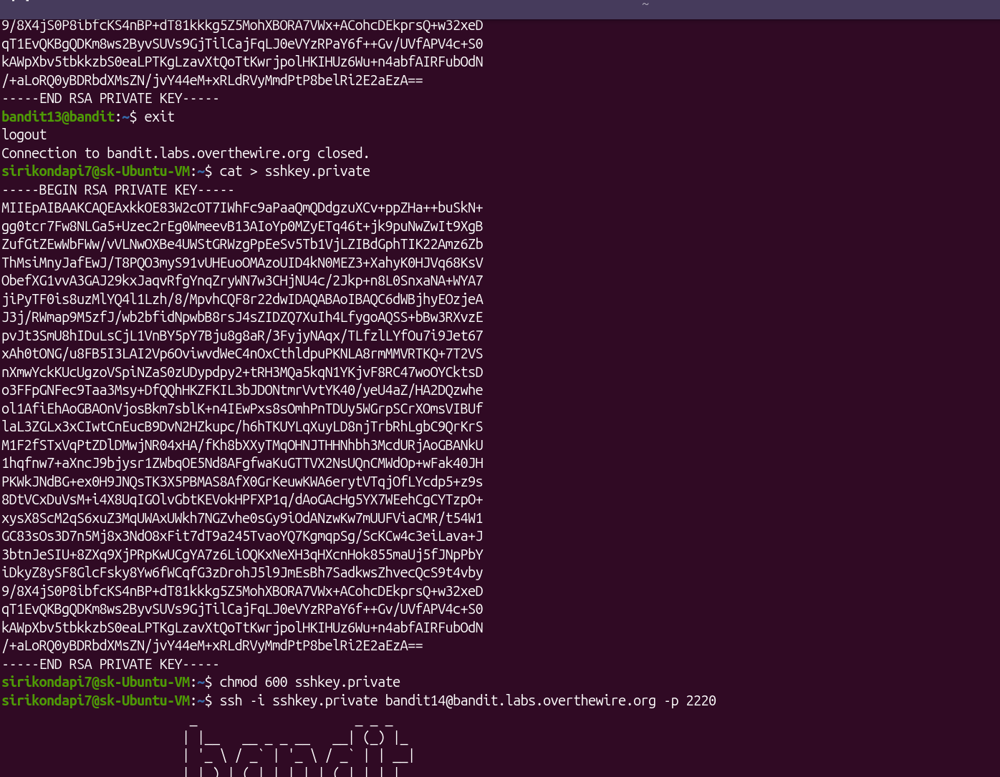 ~
9/8X4jS0P8ibfcKS4nBP+dT81kkkg5Z5MohXBORA7VWx+ACohcDEkprsQ+w32xeD
qT1EvQKBgQDKm8ws2ByvSUVs9GjTilCajFqLJ0eVYzRPaY6f++Gv/UVfAPV4c+S0
kAWpXbv5tbkkzbS0eaLPTKgLzavXtQoTtKwrjpolHKIHUz6Wu+n4abfAIRFubOdN
/+aLoRQ0yBDRbdXMsZN/jvY44eM+xRLdRVyMmdPtP8belRi2E2aEzA==
-----END RSA PRIVATE KEY-----
bandit13@bandit:~$ exit
logout
Connection to bandit.labs.overthewire.org closed.
sirikondapi7@sk-Ubuntu-VM:~$ cat > sshkey.private
-----BEGIN RSA PRIVATE KEY-----
MIIEpAIBAAKCAQEAxkkOE83W2cOT7IWhFc9aPaaQmQDdgzuXCv+ppZHa++buSkN+
gg0tcr7Fw8NLGa5+Uzec2rEg0WmeevB13AIoYp0MZyETq46t+jk9puNwZwIt9XgB
ZufGtZEwWbFWw/vVLNwOXBe4UWStGRWzgPpEeSv5Tb1VjLZIBdGphTIK22Amz6Zb
ThMsiMnyJafEwJ/T8PQO3myS91vUHEuoOMAzoUID4kN0MEZ3+XahyK0HJVq68KsV
ObefXG1vvA3GAJ29kxJaqvRfgYnqZryWN7w3CHjNU4c/2Jkp+n8L0SnxaNA+WYA7
jiPyTF0is8uzMlYQ4l1Lzh/8/MpvhCQF8r22dwIDAQABAoIBAQC6dWBjhyEOzjeA
J3j/RWmap9M5zfJ/wb2bfidNpwbB8rsJ4sZIDZQ7XuIh4LfygoAQSS+bBw3RXvzE
pvJt3SmU8hIDuLsCjL1VnBY5pY7Bju8g8aR/3FyjyNAqx/TLfzlLYfOu7i9Jet67
xAh0tONG/u8FB5I3LAI2Vp6OviwvdWeC4nOxCthldpuPKNLA8rmMMVRTKQ+7T2VS
nXmwYckKUcUgzoVSpiNZaS0zUDypdpy2+tRH3MQa5kqN1YKjvF8RC47woOYCktsD
o3FFpGNFec9Taa3Msy+DfQQhHKZFKIL3bJDONtmrVvtYK40/yeU4aZ/HA2DQzwhe
ol1AfiEhAoGBAOnVjosBkm7sblK+n4IEwPxs8sOmhPnTDUy5WGrpSCrXOmsVIBUf
laL3ZGLx3xCIwtCnEucB9DvN2HZkupc/h6hTKUYLqXuyLD8njTrbRhLgbC9QrKrS
M1F2fSTxVqPtZDlDMwjNR04xHA/fKh8bXXyTMqOHNJTHHNhbh3McdURjAoGBANkU
1hqfnw7+aXncJ9bjysr1ZWbqOE5Nd8AFgfwaKuGTTVX2NsUQnCMWdOp+wFak40JH
PKWkJNdBG+ex0H9JNQsTK3X5PBMAS8AfX0GrKeuwKWA6erytVTqjOfLYcdp5+z9s
8DtVCxDuVsM+i4X8UqIGOlvGbtKEVokHPFXP1q/dAoGAcHg5YX7WEehCgCYTzpO+
xysX8ScM2qS6xuZ3MqUWAxUWkh7NGZvhe0sGy9iOdANzwKw7mUUFViaCMR/t54W1
GC83sOs3D7n5Mj8x3NdO8xFit7dT9a245TvaoYQ7KgmqpSg/ScKCw4c3eiLava+J
3btnJeSIU+8ZXq9XjPRpKwUCgYA7z6LiOQKxNeXH3qHXcnHok855maUj5fJNpPbY
iDkyZ8ySF8GlcFsky8Yw6fWCqfG3zDrohJ5l9JmEsBh7SadkwsZhvecQcS9t4vby
9/8X4jS0P8ibfcKS4nBP+dT81kkkg5Z5MohXBORA7VWx+ACohcDEkprsQ+w32xeD
qT1EvQKBgQDKm8ws2ByvSUVs9GjTilCajFqLJ0eVYzRPaY6f++Gv/UVfAPV4c+S0
kAWpXbv5tbkkzbS0eaLPTKgLzavXtQoTtKwrjpolHKIHUz6Wu+n4abfAIRFubOdN
/+aLoRQ0yBDRbdXMsZN/jvY44eM+xRLdRVyMmdPtP8belRi2E2aEzA==
-----END RSA PRIVATE KEY-----
sirikondapi7@sk-Ubuntu-VM:~$ chmod 600 sshkey.private
sirikondapi7@sk-Ubuntu-VM:~$ ssh -i sshkey.private bandit14@bandit.labs.overthewire.org -p 2220